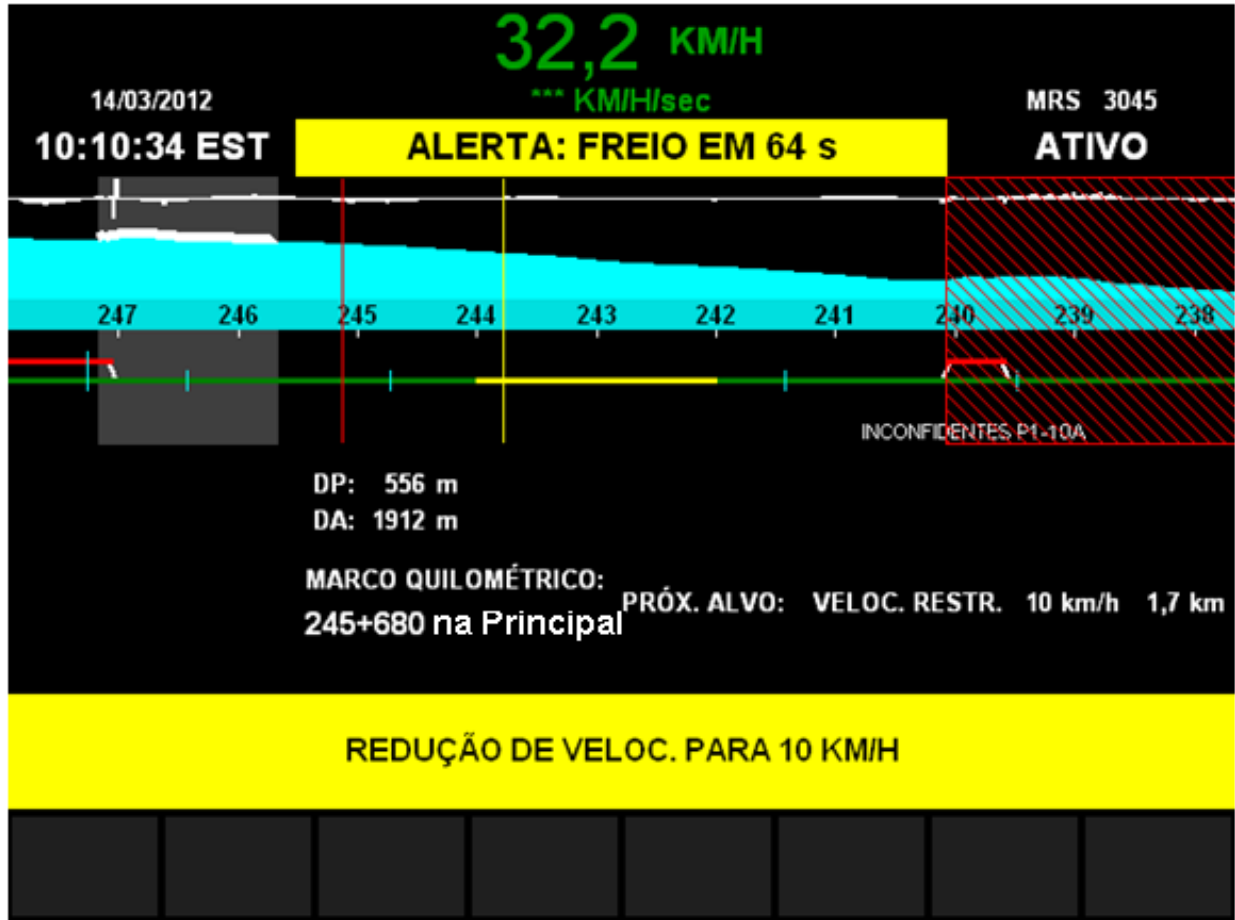 32,2 KM/H
*** KM/H/sec
14/03/2012
MRS 3045
10:10:34 EST
ALERTA: FREIO EM 64 s
ATIVO
247 246 245 244 243 242 241 240 239 238
INCONFIDENTES P1-10A
DP: 556 m
DA: 1912 m
MARCO QUILOMÉTRICO:
245+680 na Principal
PRÓX. ALVO: VELOC. RESTR. 10 km/h 1,7 km
REDUÇÃO DE VELOC. PARA 10 KM/H